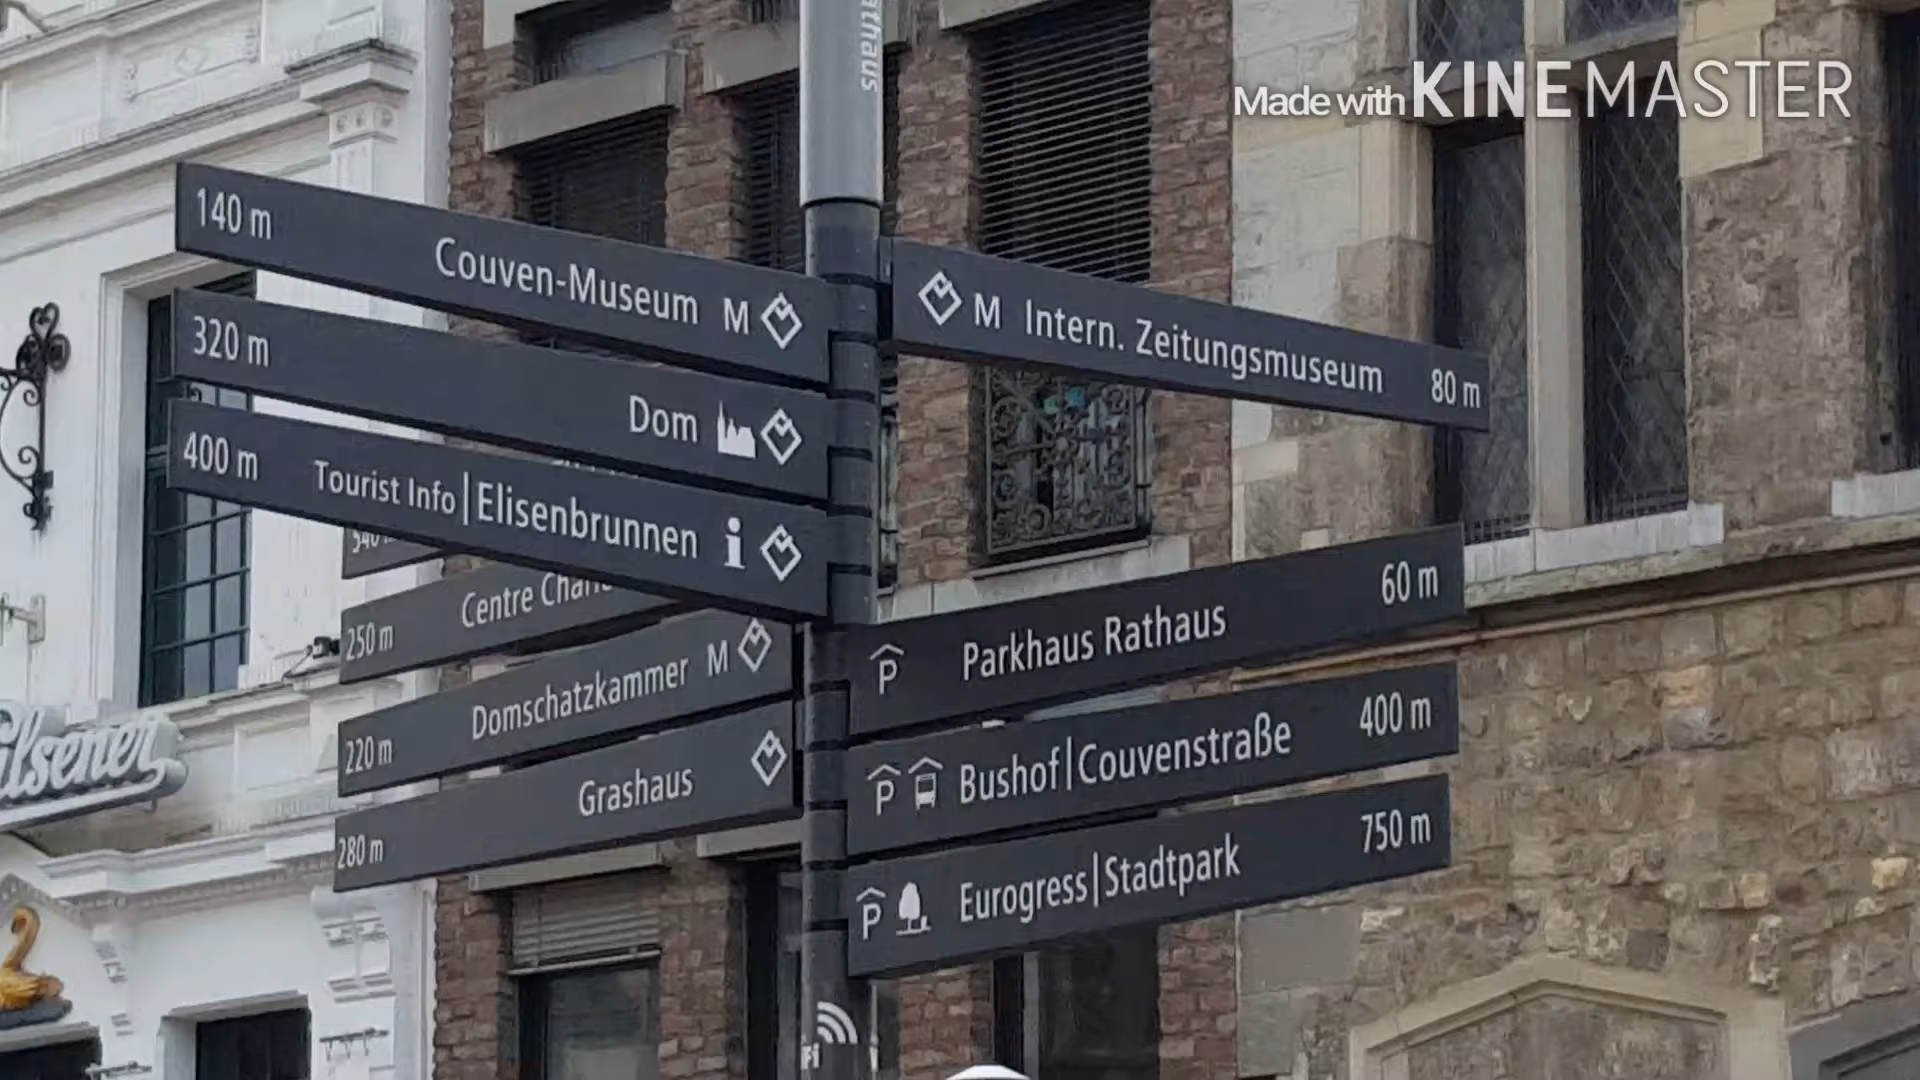 Made with KINEMASTER
140 m Couven-Museum M
320 m Dom
400 m Tourist Info | Elisenbrunnen i
M Intern. Zeitungsmuseum 80 m
250 m Centre
220 m Domschatzkammer M
280 m Grashaus
P Parkhaus Rathaus 60 m
P Bushof | Couvenstraße 400 m
P Eurogress | Stadtpark 750 m